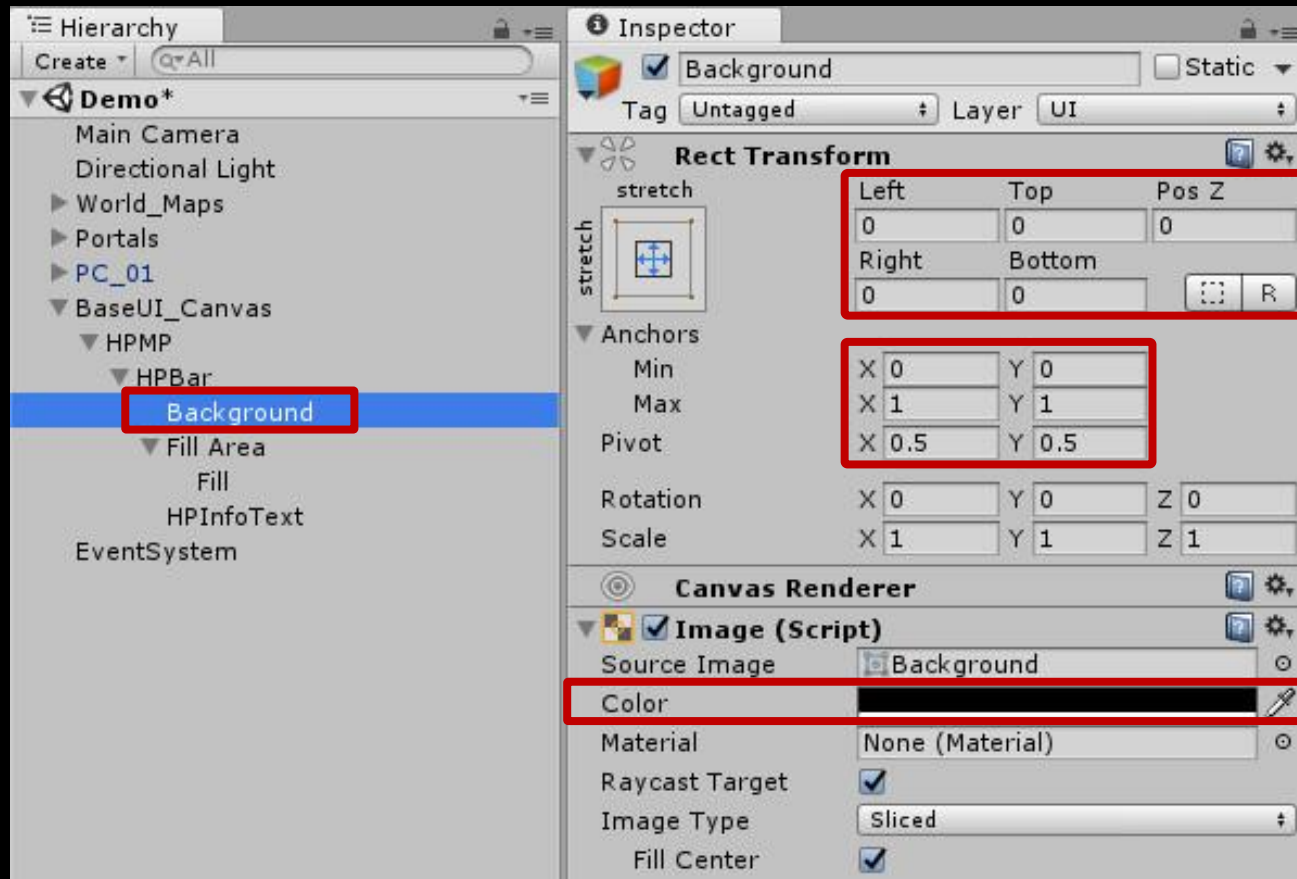 Hierarchy
Create
All
Demo*
Main Camera
Directional Light
World_Maps
Portals
PC_01
BaseUI_Canvas
HPMP
HPBar
Background
Fill Area
Fill
HPInfoText
EventSystem
Inspector
Background
Static
Tag Untagged Layer UI
Rect Transform
stretch
stretch
Left Top Pos Z
0 0 0
Right Bottom
0 0 R
Anchors
Min X 0 Y 0
Max X 1 Y 1
Pivot X 0.5 Y 0.5
Rotation X 0 Y 0 Z 0
Scale X 1 Y 1 Z 1
Canvas Renderer
Image (Script)
Source Image Background
Color
Material None (Material)
Raycast Target
Image Type Sliced
Fill Center